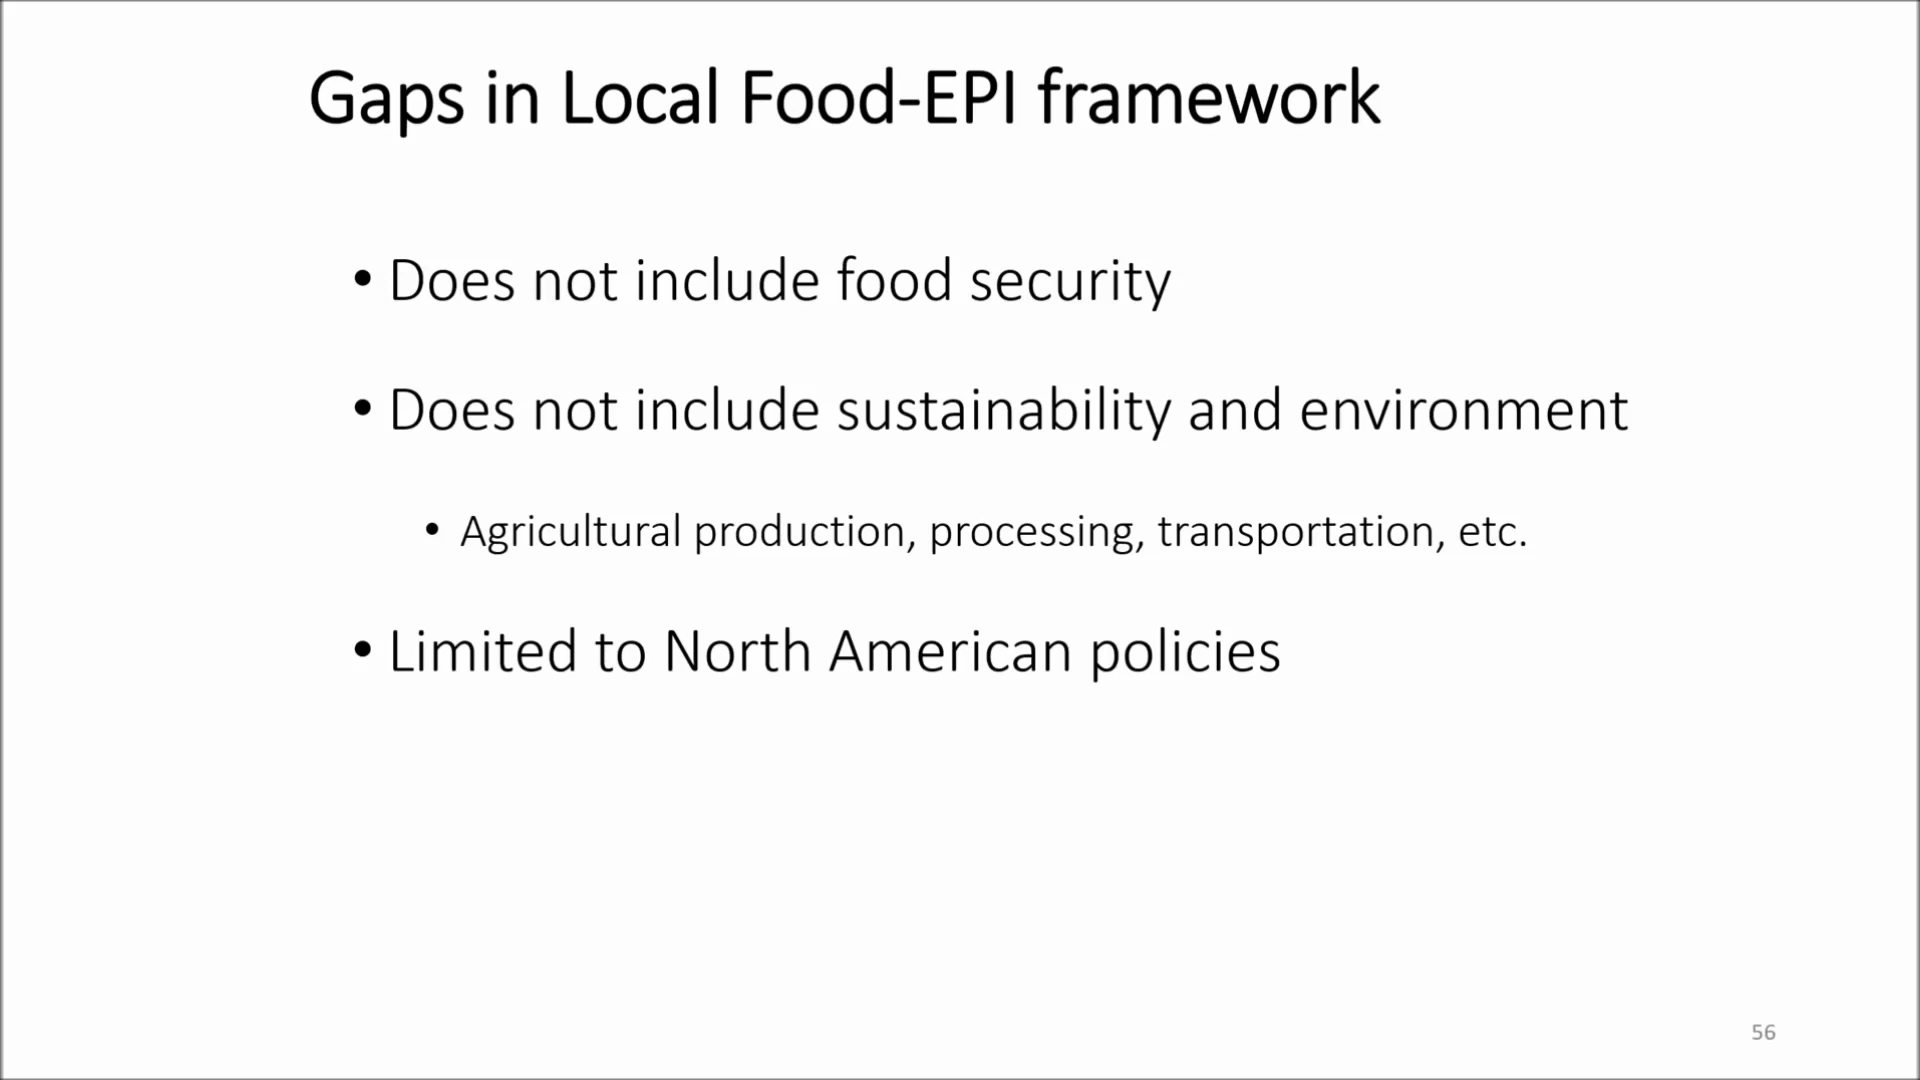 Gaps in Local Food-EPI framework
• Does not include food security
• Does not include sustainability and environment
• Agricultural production, processing, transportation, etc.
• Limited to North American policies
56